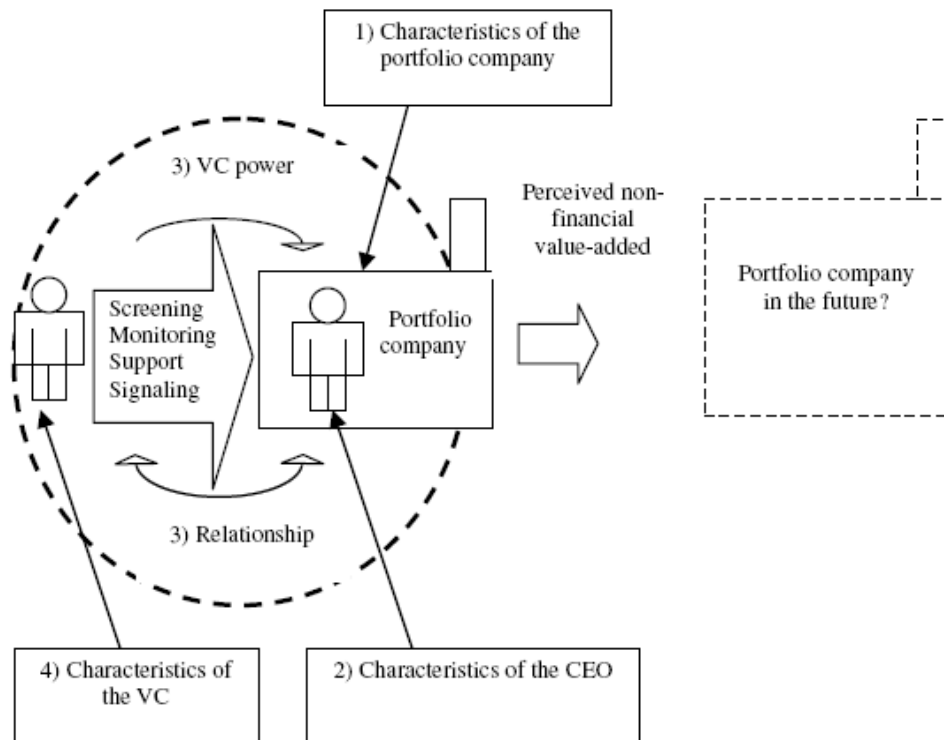 1) Characteristics of the
portfolio company
3) VC power
Perceived non-
financial
value-added
Portfolio company
in the future?
Screening
Monitoring
Support
Signaling
Portfolio
company
3) Relationship
4) Characteristics of
the VC
2) Characteristics of the CEO